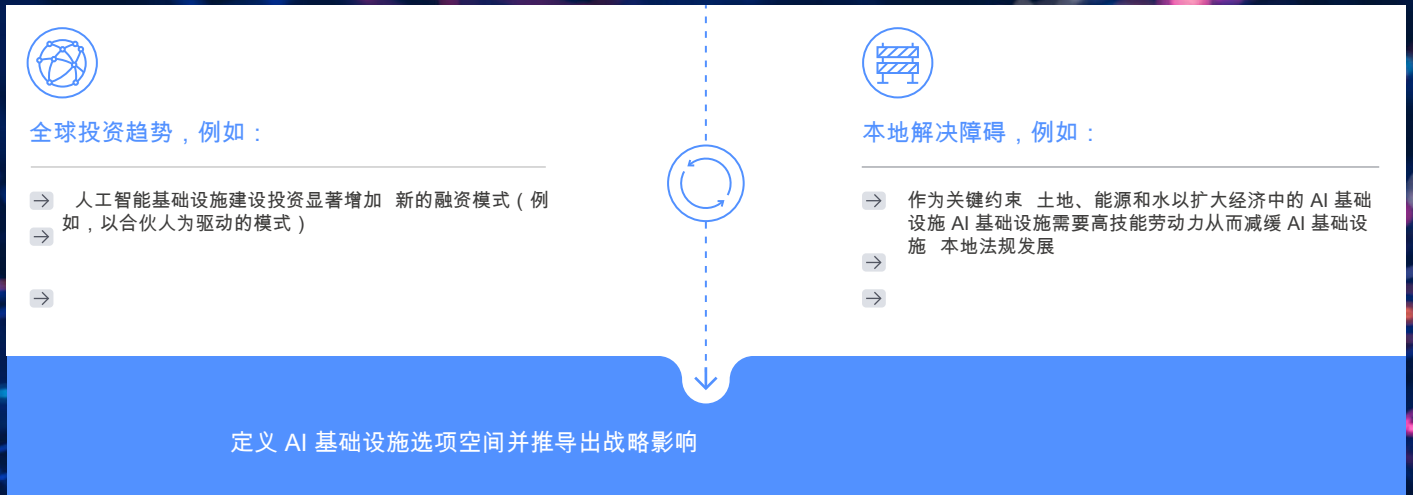 全球投资趋势，例如：
人工智能基础设施建设投资显著增加 新的融资模式（例
如，以合伙人为驱动的模式）
本地解决障碍，例如：
作为关键约束 土地、能源和水以扩大经济中的 AI 基础
设施 AI 基础设施需要高技能劳动力从而减缓 AI 基础设
施 本地法规发展
定义 AI 基础设施选项空间并推导出战略影响